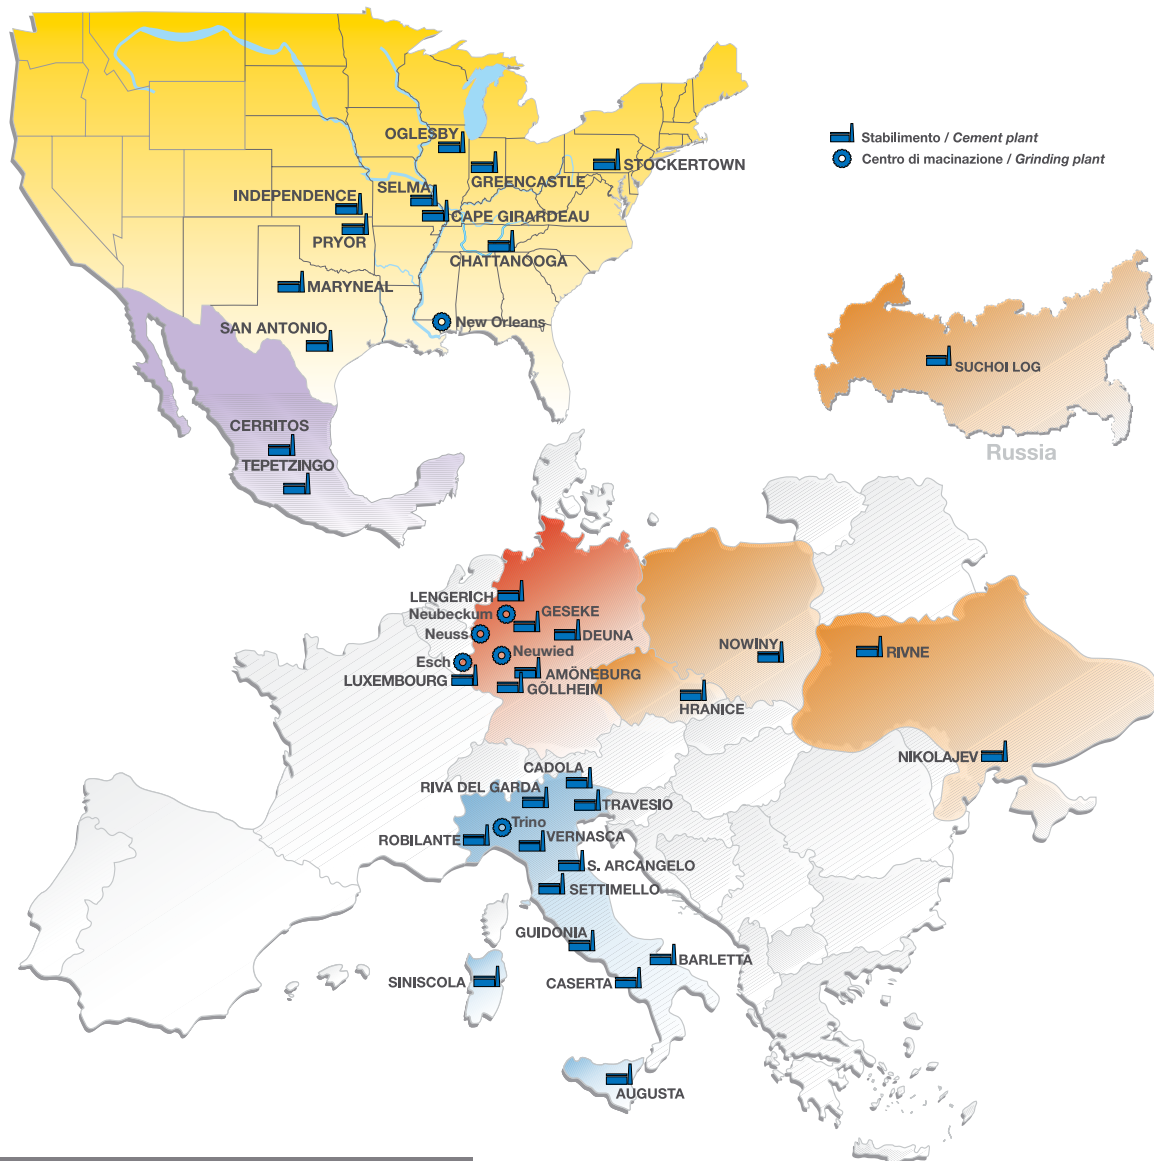 OGLESBY
STOCKERTOWN
GREENCASTLE
SELMA
INDEPENDENCE
CAPE GIRARDEAU
PRYOR
CHATTANOOGA
MARYNEAL
New Orleans
SAN ANTONIO
CERRITOS
TEPETZINGO
Stabilimento / Cement plant
Centro di macinazione / Grinding plant
SUCHOI LOG
Russia
LENGERICH
Neubeckum
GESEKE
Neuss
DEUNA
Neuwied
Esch
AMÖNEBURG
LUXEMBOURG
GÖLLHEIM
NOWINY
RIVNE
HRANICE
NIKOLAJEV
CADOLA
RIVA DEL GARDA
TRAVESIO
Trino
VERNASCA
ROBILANTE
S. ARCANGELO
SETTIMELLO
GUIDONIA
BARLETTA
SINISCOLA
CASERTA
AUGUSTA